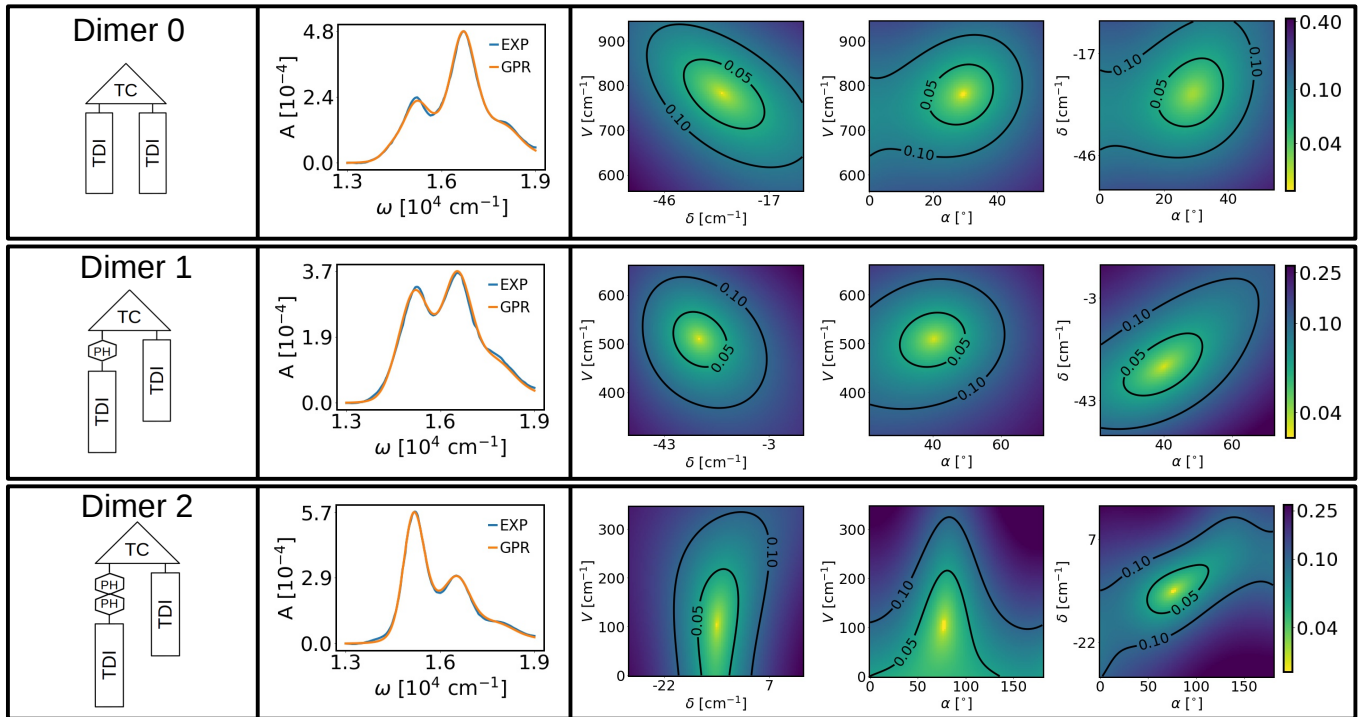 Dimer 0
TC
TDI
TDI
A [10⁻⁴]
4.8
2.4
0.0
EXP
GPR
1.3
1.6
1.9
ω [10⁴ cm⁻¹]
V [cm⁻¹]
900
800
700
600
0.05
0.10
-46
-17
δ [cm⁻¹]
V [cm⁻¹]
900
800
700
600
0.10
0.05
0.10
0
20
40
α [°]
δ [cm⁻¹]
-17
-46
0.10
0.10
0.05
0
20
40
α [°]
0.40
0.10
0.04
Dimer 1
TC
PH
TDI
TDI
A [10⁻⁴]
3.7
1.9
0.0
EXP
GPR
1.3
1.6
1.9
ω [10⁴ cm⁻¹]
V [cm⁻¹]
600
500
400
0.10
0.05
-43
-3
δ [cm⁻¹]
V [cm⁻¹]
600
500
400
0.05
0.10
40
60
α [°]
δ [cm⁻¹]
-3
-43
0.10
0.05
40
60
α [°]
0.25
0.10
0.04
Dimer 2
TC
PH
PH
TDI
TDI
A [10⁻⁴]
5.7
2.9
0.0
EXP
GPR
1.3
1.6
1.9
ω [10⁴ cm⁻¹]
V [cm⁻¹]
300
200
100
0
0.10
0.05
-22
7
δ [cm⁻¹]
V [cm⁻¹]
300
200
100
0
0.10
0.05
0
50
100
150
α [°]
δ [cm⁻¹]
7
-22
0.10
0.05
0.10
0
50
100
150
α [°]
0.25
0.10
0.04